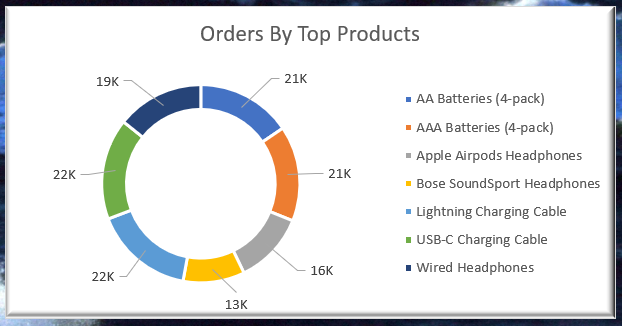 Orders By Top Products
19K
21K
22K
21K
22K
16K
13K
AA Batteries (4-pack)
AAA Batteries (4-pack)
Apple Airpods Headphones
Bose SoundSport Headphones
Lightning Charging Cable
USB-C Charging Cable
Wired Headphones